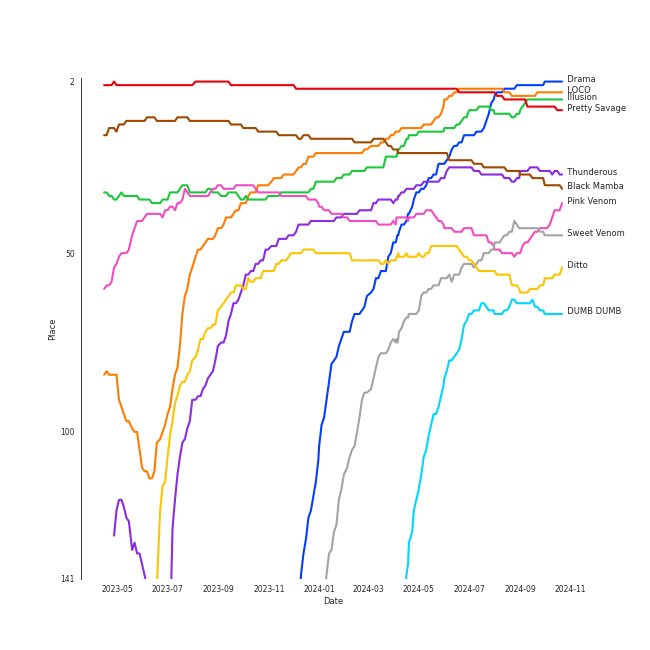 2
50
100
141
Place
Drama
LOCO
Illusion
Pretty Savage
Thunderous
Black Mamba
Pink Venom
Sweet Venom
Ditto
DUMB DUMB
2023-05 2023-07 2023-09 2023-11 2024-01 2024-03 2024-05 2024-07 2024-09 2024-11
Date